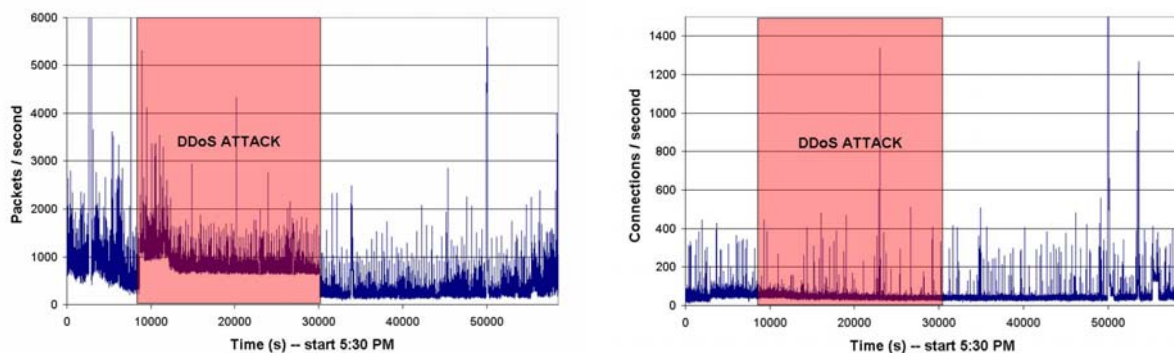 6000
5000
4000
3000
2000
1000
0
Packets / second
DDoS ATTACK
0 10000 20000 30000 40000 50000
Time (s) -- start 5:30 PM
1400
1200
1000
800
600
400
200
0
Connections / second
DDoS ATTACK
0 10000 20000 30000 40000 50000
Time (s) -- start 5:30 PM